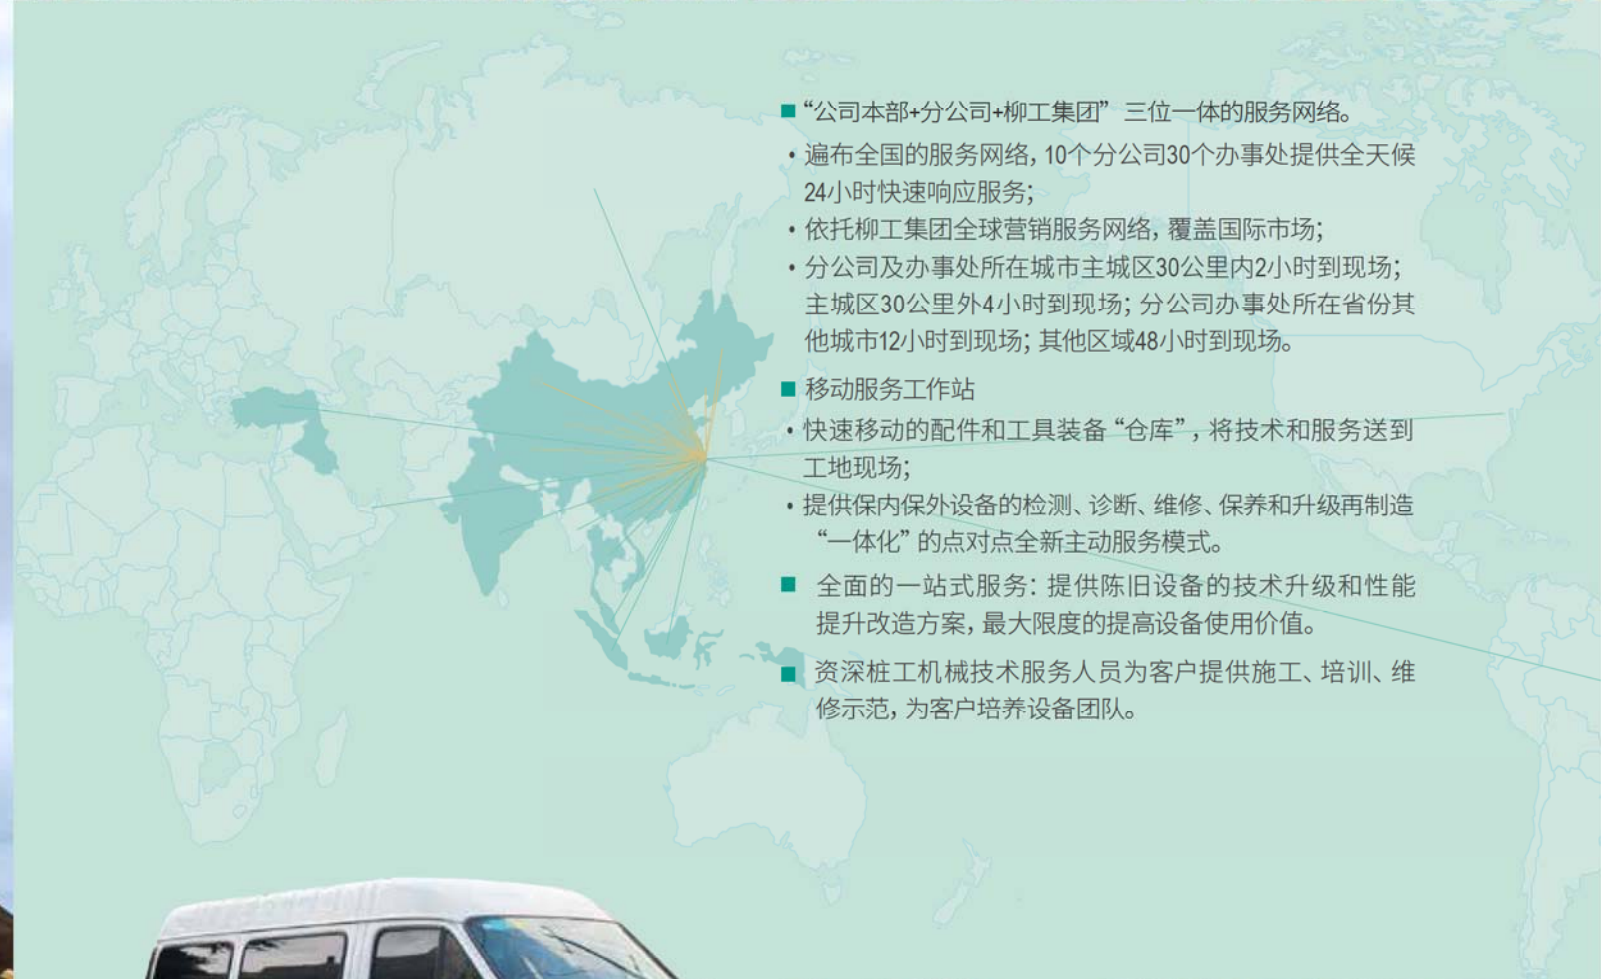 ■“公司本部+分公司+柳工集团” 三位一体的服务网络。
• 遍布全国的服务网络，10个分公司30个办事处提供全天候
24小时快速响应服务；
• 依托柳工集团全球营销服务网络，覆盖国际市场；
• 分公司及办事处所在城市主城区30公里内2小时到现场；
主城区30公里外4小时到现场；分公司办事处所在省份其
他城市12小时到现场；其他区域48小时到现场。
■ 移动服务工作站
• 快速移动的配件和工具装备“仓库”，将技术和服务送到
工地现场；
• 提供保内保外设备的检测、诊断、维修、保养和升级再制造
“一体化”的点对点全新主动服务模式。
■ 全面的一站式服务：提供陈旧设备的技术升级和性能
提升改造方案，最大限度的提高设备使用价值。
■ 资深桩工机械技术服务人员为客户提供施工、培训、维
修示范，为客户培养设备团队。